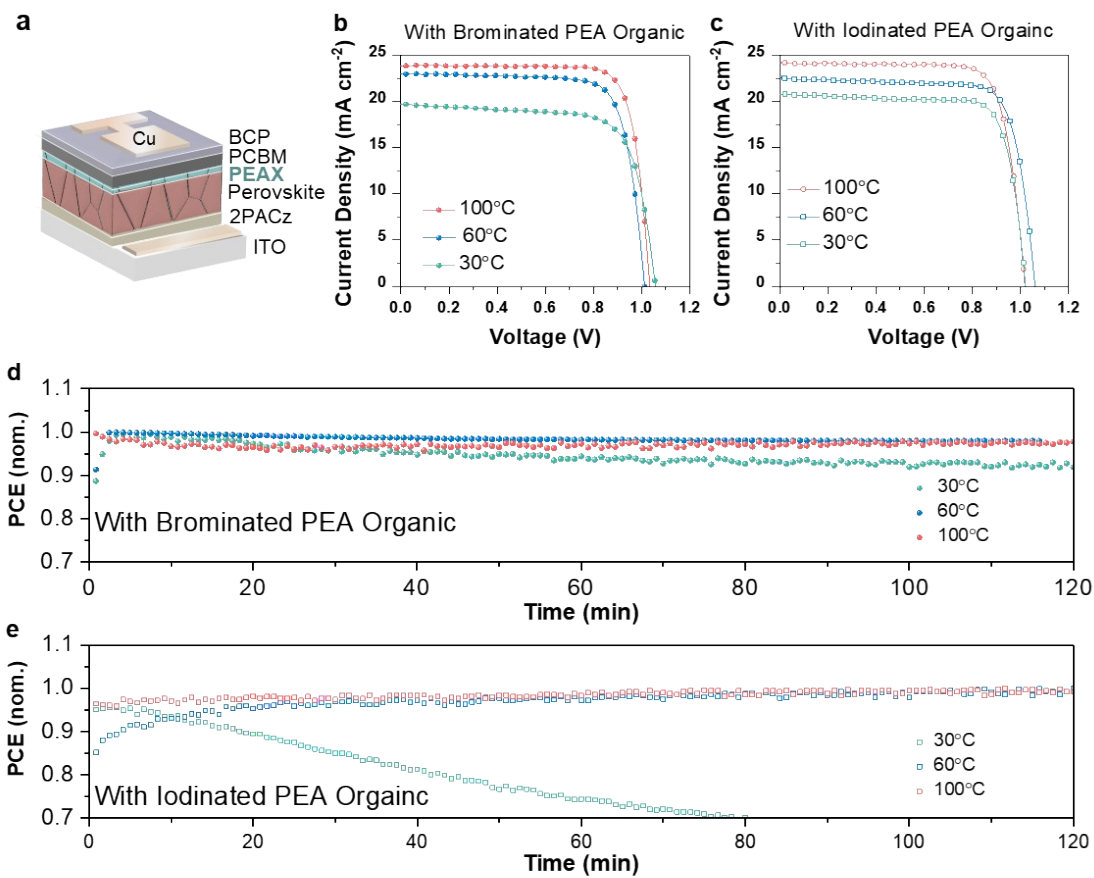 a
Cu
BCP
PCBM
PEAX
Perovskite
2PACz
ITO
b
With Brominated PEA Organic
Current Density (mA cm-2)
25
20
15
10
5
0
100°C
60°C
30°C
0.0 0.2 0.4 0.6 0.8 1.0 1.2
Voltage (V)
c
With Iodinated PEA Orgainc
Current Density (mA cm-2)
25
20
15
10
5
0
100°C
60°C
30°C
0.0 0.2 0.4 0.6 0.8 1.0 1.2
Voltage (V)
d
PCE (nom.)
1.1
1.0
0.9
0.8
0.7
30°C
60°C
100°C
With Brominated PEA Organic
0 20 40 60 80 100 120
Time (min)
e
PCE (nom.)
1.1
1.0
0.9
0.8
0.7
30°C
60°C
100°C
With Iodinated PEA Orgainc
0 20 40 60 80 100 120
Time (min)